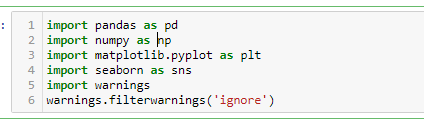 :
1 import pandas as pd
2 import numpy as np
3 import matplotlib.pyplot as plt
4 import seaborn as sns
5 import warnings
6 warnings.filterwarnings('ignore')